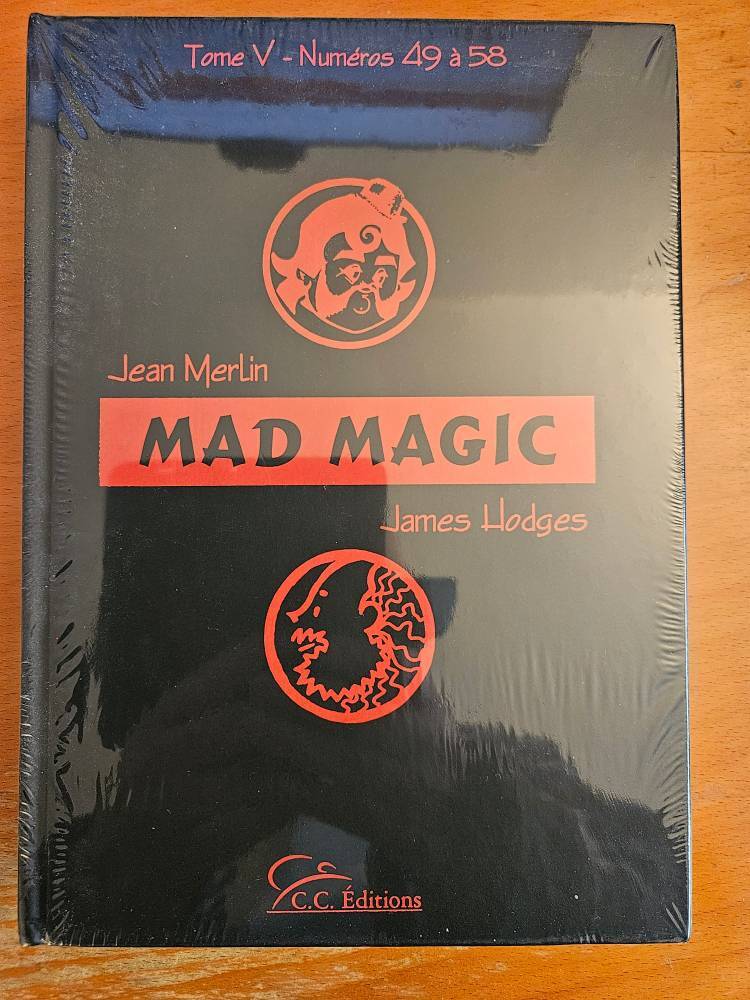 Tome V - Numéros 49 à 58
Jean Merlin
MAD MAGIC
James Hodges
C.C. Éditions